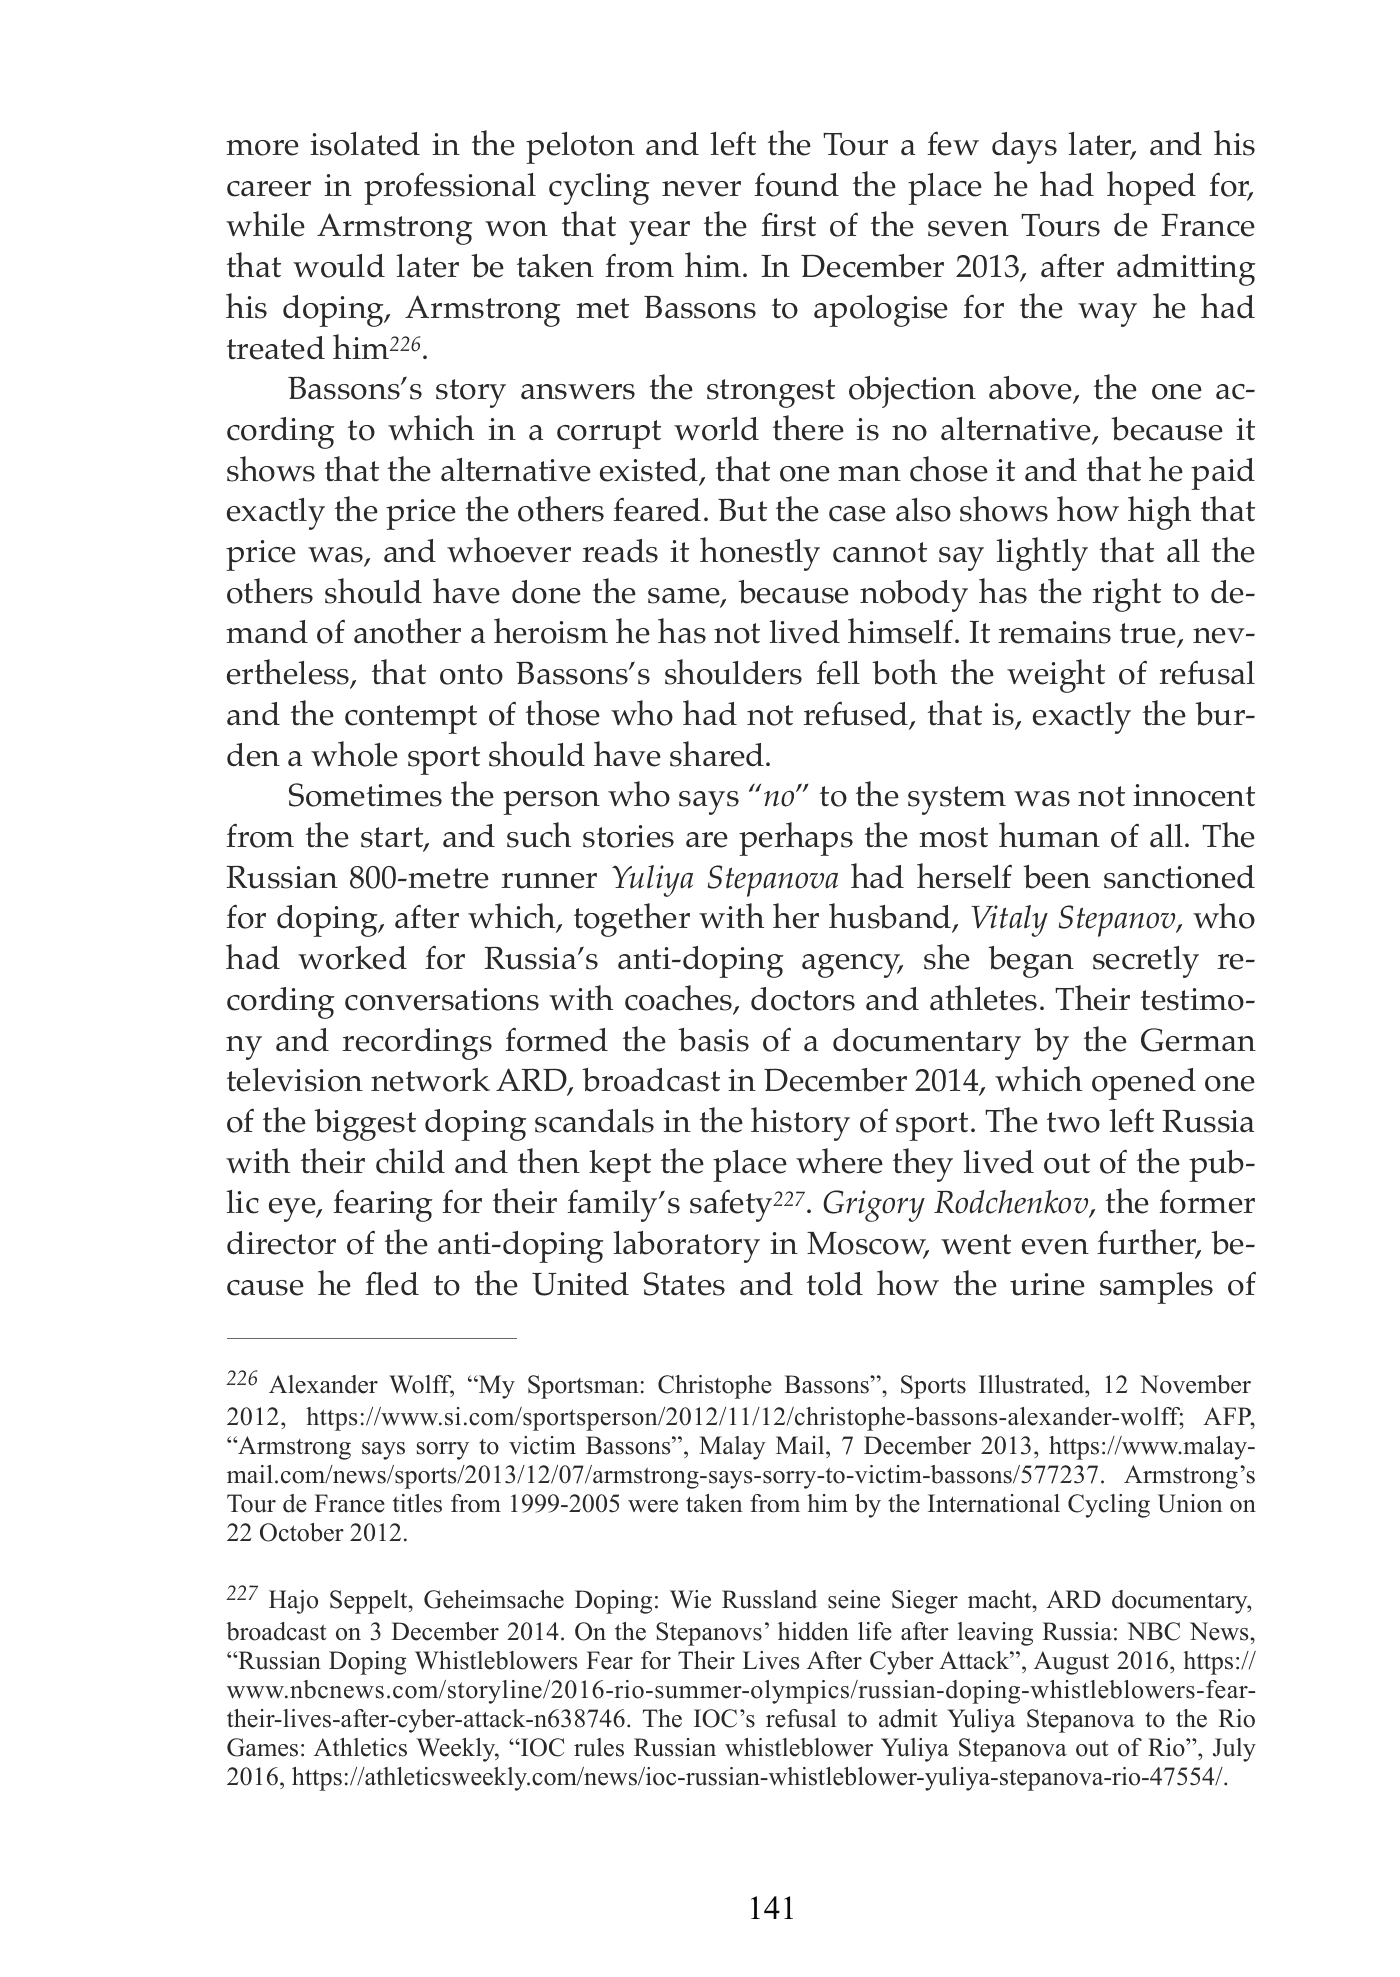 more isolated in the peloton and left the Tour a few days later, and his
career in professional cycling never found the place he had hoped for,
while Armstrong won that year the first of the seven Tours de France
that would later be taken from him. In December 2013, after admitting
his doping, Armstrong met Bassons to apologise for the way he had
treated him226.
Bassons’s story answers the strongest objection above, the one ac-
cording to which in a corrupt world there is no alternative, because it
shows that the alternative existed, that one man chose it and that he paid
exactly the price the others feared. But the case also shows how high that
price was, and whoever reads it honestly cannot say lightly that all the
others should have done the same, because nobody has the right to de-
mand of another a heroism he has not lived himself. It remains true, nev-
ertheless, that onto Bassons’s shoulders fell both the weight of refusal
and the contempt of those who had not refused, that is, exactly the bur-
den a whole sport should have shared.
Sometimes the person who says “no” to the system was not innocent
from the start, and such stories are perhaps the most human of all. The
Russian 800-metre runner Yuliya Stepanova had herself been sanctioned
for doping, after which, together with her husband, Vitaly Stepanov, who
had worked for Russia’s anti-doping agency, she began secretly re-
cording conversations with coaches, doctors and athletes. Their testimo-
ny and recordings formed the basis of a documentary by the German
television network ARD, broadcast in December 2014, which opened one
of the biggest doping scandals in the history of sport. The two left Russia
with their child and then kept the place where they lived out of the pub-
lic eye, fearing for their family’s safety227. Grigory Rodchenkov, the former
director of the anti-doping laboratory in Moscow, went even further, be-
cause he fled to the United States and told how the urine samples of
226 Alexander Wolff, “My Sportsman: Christophe Bassons”, Sports Illustrated, 12 November
2012, https://www.si.com/sportsperson/2012/11/12/christophe-bassons-alexander-wolff; AFP,
“Armstrong says sorry to victim Bassons”, Malay Mail, 7 December 2013, https://www.malay-
mail.com/news/sports/2013/12/07/armstrong-says-sorry-to-victim-bassons/577237. Armstrong’s
Tour de France titles from 1999-2005 were taken from him by the International Cycling Union on
22 October 2012.
227 Hajo Seppelt, Geheimsache Doping: Wie Russland seine Sieger macht, ARD documentary,
broadcast on 3 December 2014. On the Stepanovs’ hidden life after leaving Russia: NBC News,
“Russian Doping Whistleblowers Fear for Their Lives After Cyber Attack”, August 2016, https://
www.nbcnews.com/storyline/2016-rio-summer-olympics/russian-doping-whistleblowers-fear-
their-lives-after-cyber-attack-n638746. The IOC’s refusal to admit Yuliya Stepanova to the Rio
Games: Athletics Weekly, “IOC rules Russian whistleblower Yuliya Stepanova out of Rio”, July
2016, https://athleticsweekly.com/news/ioc-russian-whistleblower-yuliya-stepanova-rio-47554/.
141